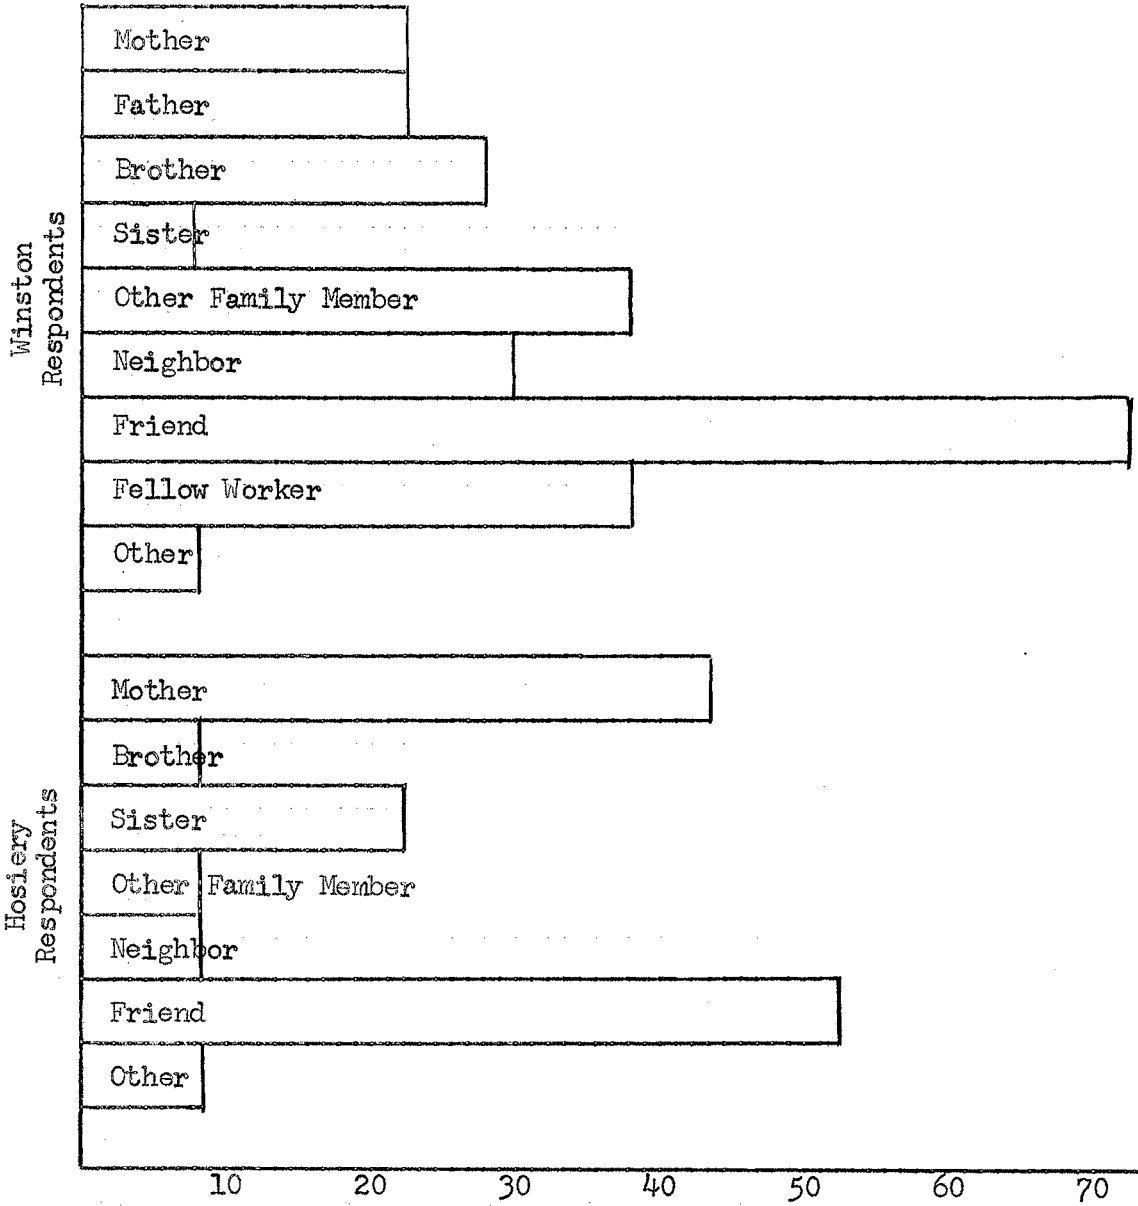 Winston
Respondents
Mother
Father
Brother
Sister
Other Family Member
Neighbor
Friend
Fellow Worker
Other
Hosiery
Respondents
Mother
Brother
Sister
Other Family Member
Neighbor
Friend
Other
10 20 30 40 50 60 70